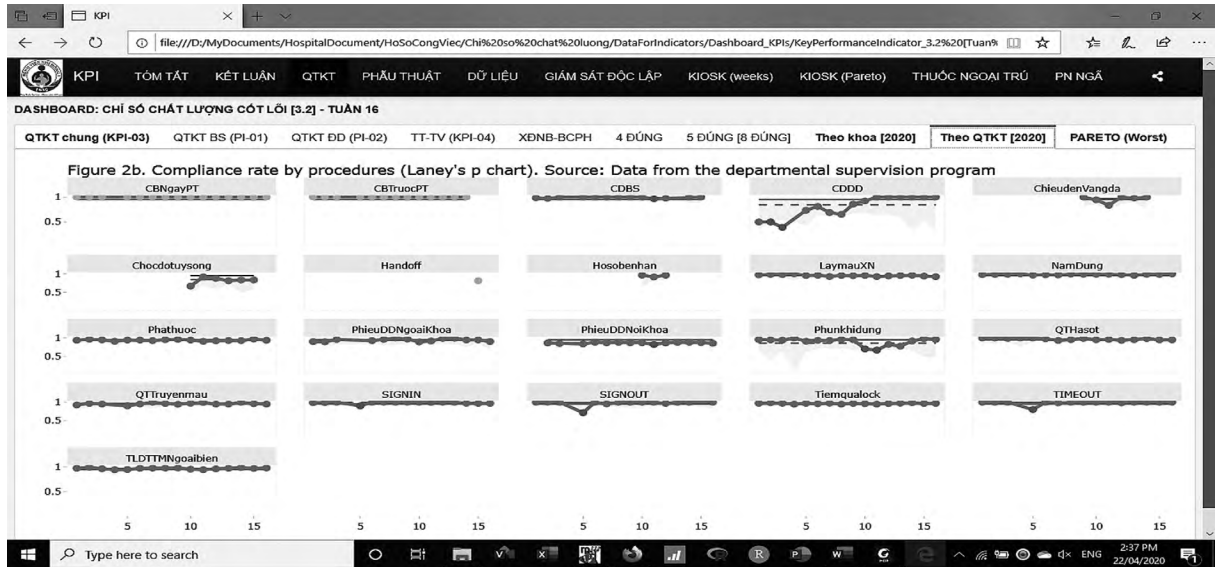 KPI
file:///D:/MyDocuments/HospitalDocument/HoSoCongViec/Chi%20so%20chat%20luong/DataForIndicators/Dashboard_KPIs/KeyPerformanceIndicator_3.2%20[Tuan%
KPI TÓM TẮT KẾT LUẬN QTKT PHẪU THUẬT DỮ LIỆU GIÁM SÁT ĐỘC LẬP KIOSK (weeks) KIOSK (Pareto) THUỐC NGOẠI TRÚ PN NGÃ
DASHBOARD: CHỈ SỐ CHẤT LƯỢNG CỐT LÕI [3.2] - TUẦN 16
QTKT chung (KPI-03) QTKT BS (PI-01) QTKT ĐD (PI-02) TT-TV (KPI-04) XĐNB-BCPH 4 ĐÚNG 5 ĐÚNG [8 ĐÚNG] Theo khoa [2020] Theo QTKT [2020] PARETO (Worst)
Figure 2b. Compliance rate by procedures (Laney's p chart). Source: Data from the departmental supervision program
CBNgayPT CBTruocPT CDBS CDDD ChieudenVangda
1
0.5
Chocdotuysong Handoff Hosobenhan LaymauXN NamDung
1
0.5
Phathuoc PhieuDDNgoaiKhoa PhieuDDNoiKhoa Phunkhidung QTHasot
1
0.5
QTTruyenmau SIGNIN SIGNOUT Tiemqualock TIMEOUT
1
0.5
TLDTTMNgoaibien
1
0.5
5 10 15 5 10 15 5 10 15 5 10 15 5 10 15
Type here to search
ENG
2:37 PM
22/04/2020